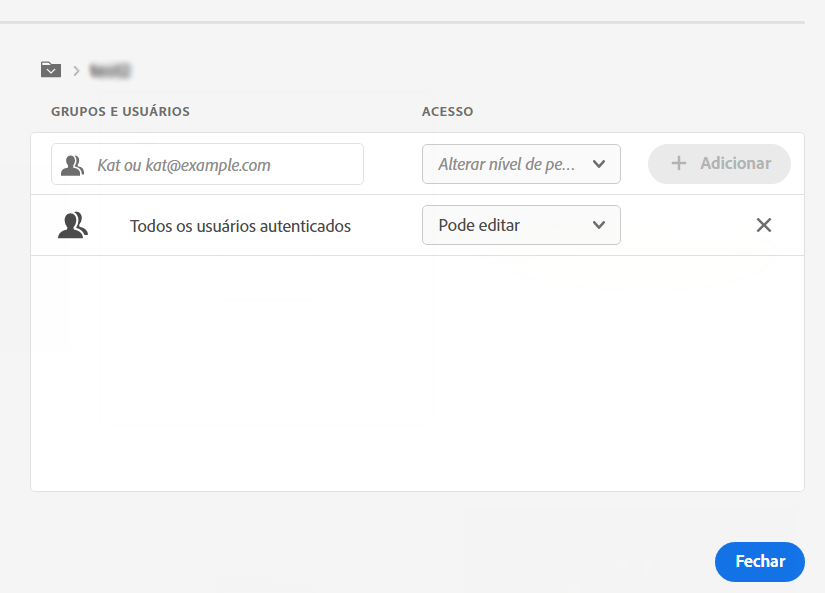 GRUPOS E USUÁRIOS ACESSO
Kat ou kat@example.com Alterar nível de pe... Adicionar
Todos os usuários autenticados Pode editar
Fechar